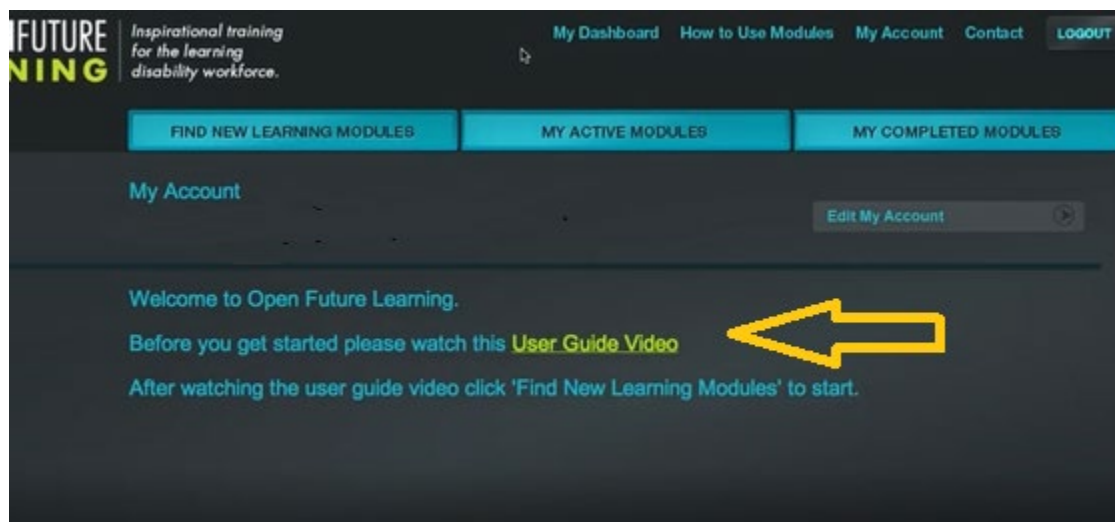 FUTURE
NING
Inspirational training
for the learning
disability workforce.
My Dashboard How to Use Modules My Account Contact LOGOUT
FIND NEW LEARNING MODULES MY ACTIVE MODULES MY COMPLETED MODULES
My Account
Edit My Account
Welcome to Open Future Learning.
Before you get started please watch this User Guide Video
After watching the user guide video click 'Find New Learning Modules' to start.